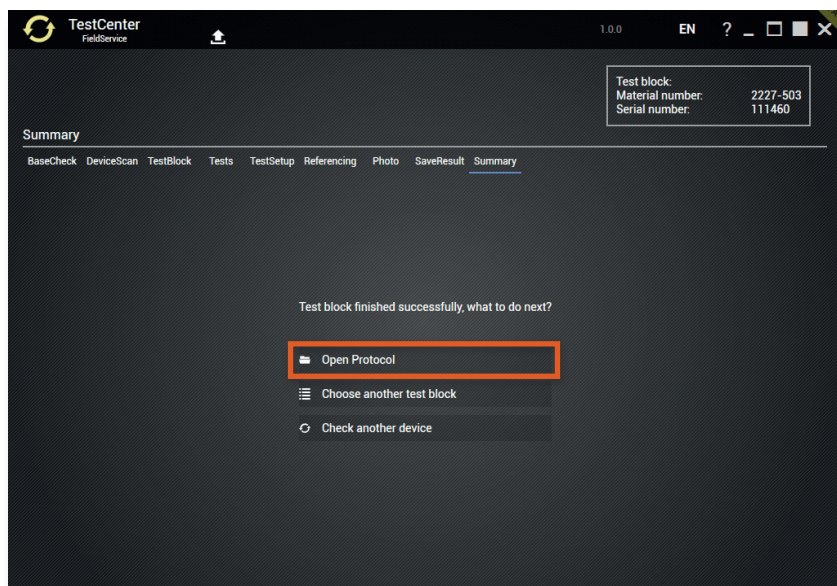 TestCenter
FieldService
1.0.0 EN ?
Test block:
Material number: 2227-503
Serial number: 111460
Summary
BaseCheck DeviceScan TestBlock Tests TestSetup Referencing Photo SaveResult Summary
Test block finished successfully, what to do next?
Open Protocol
Choose another test block
Check another device